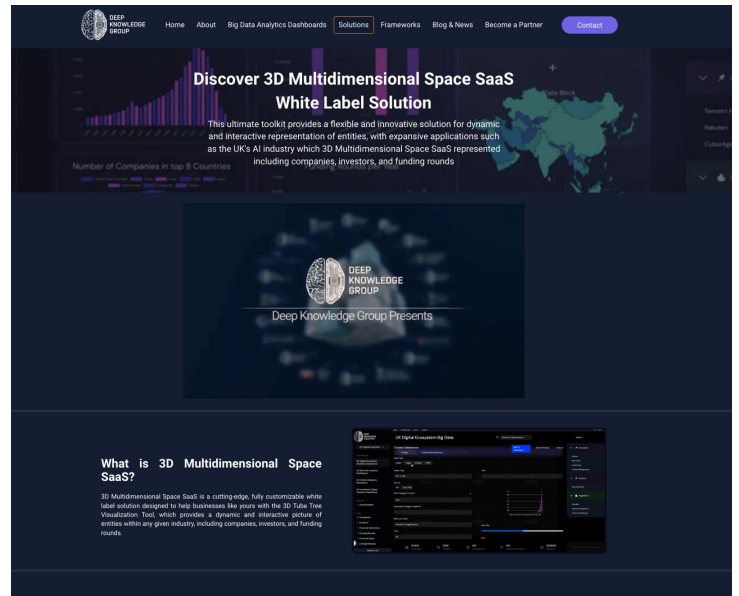 DEEP
KNOWLEDGE
GROUP
Home
About
Big Data Analytics Dashboards
Solutions
Frameworks
Blog & News
Become a Partner
Contact
Discover 3D Multidimensional Space SaaS
White Label Solution
This ultimate toolkit provides a flexible and innovative solution for dynamic
and interactive representation of entities, with expansive applications such
as the UK's AI industry which 3D Multidimensional Space SaaS represented
including companies, investors, and funding rounds
Data Block
Rakuten
Number of Companies in top 8 Countries
Funding Rounds per Year
DEEP
KNOWLEDGE
GROUP
Deep Knowledge Group Presents
What is 3D Multidimensional Space
SaaS?
3D Multidimensional Space SaaS is a cutting-edge, fully customizable white
label solution designed to help businesses like yours with the 3D Tube Tree
Visualization Tool, which provides a dynamic and interactive picture of
entities within any given industry, including companies, investors, and funding
rounds.
UK Digital Ecosystem Big Data